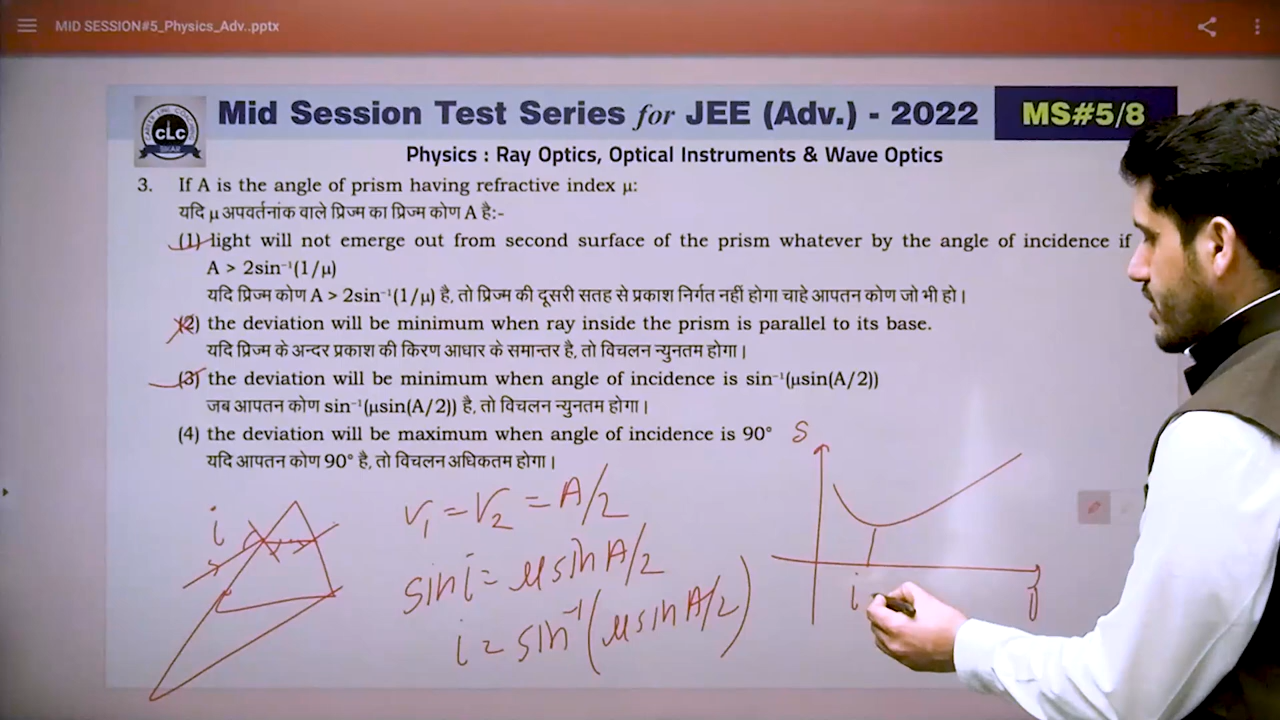 MID SESSION#5_Physics_Adv..pptx
CAREER LINE COACHING
CLC
SIKAR
Mid Session Test Series for JEE (Adv.) - 2022
MS#5/8
Physics : Ray Optics, Optical Instruments & Wave Optics
3. If A is the angle of prism having refractive index μ:
यदि μ अपवर्तनांक वाले प्रिज्म का प्रिज्म कोण A है:-
(1) light will not emerge out from second surface of the prism whatever by the angle of incidence if
A > 2sin⁻¹(1/μ)
यदि प्रिज्म कोण A > 2sin⁻¹(1/μ) है, तो प्रिज्म की दूसरी सतह से प्रकाश निर्गत नहीं होगा चाहे आपतन कोण जो भी हो।
(2) the deviation will be minimum when ray inside the prism is parallel to its base.
यदि प्रिज्म के अन्दर प्रकाश की किरण आधार के समान्तर है, तो विचलन न्युनतम होगा।
(3) the deviation will be minimum when angle of incidence is sin⁻¹(μsin(A/2))
जब आपतन कोण sin⁻¹(μsin(A/2)) है, तो विचलन न्युनतम होगा।
(4) the deviation will be maximum when angle of incidence is 90°
यदि आपतन कोण 90° है, तो विचलन अधिकतम होगा।
δ
i
r₁ = r₂ = A/2
sin i = μ sin A/2
i = sin⁻¹(μ sin A/2)
i